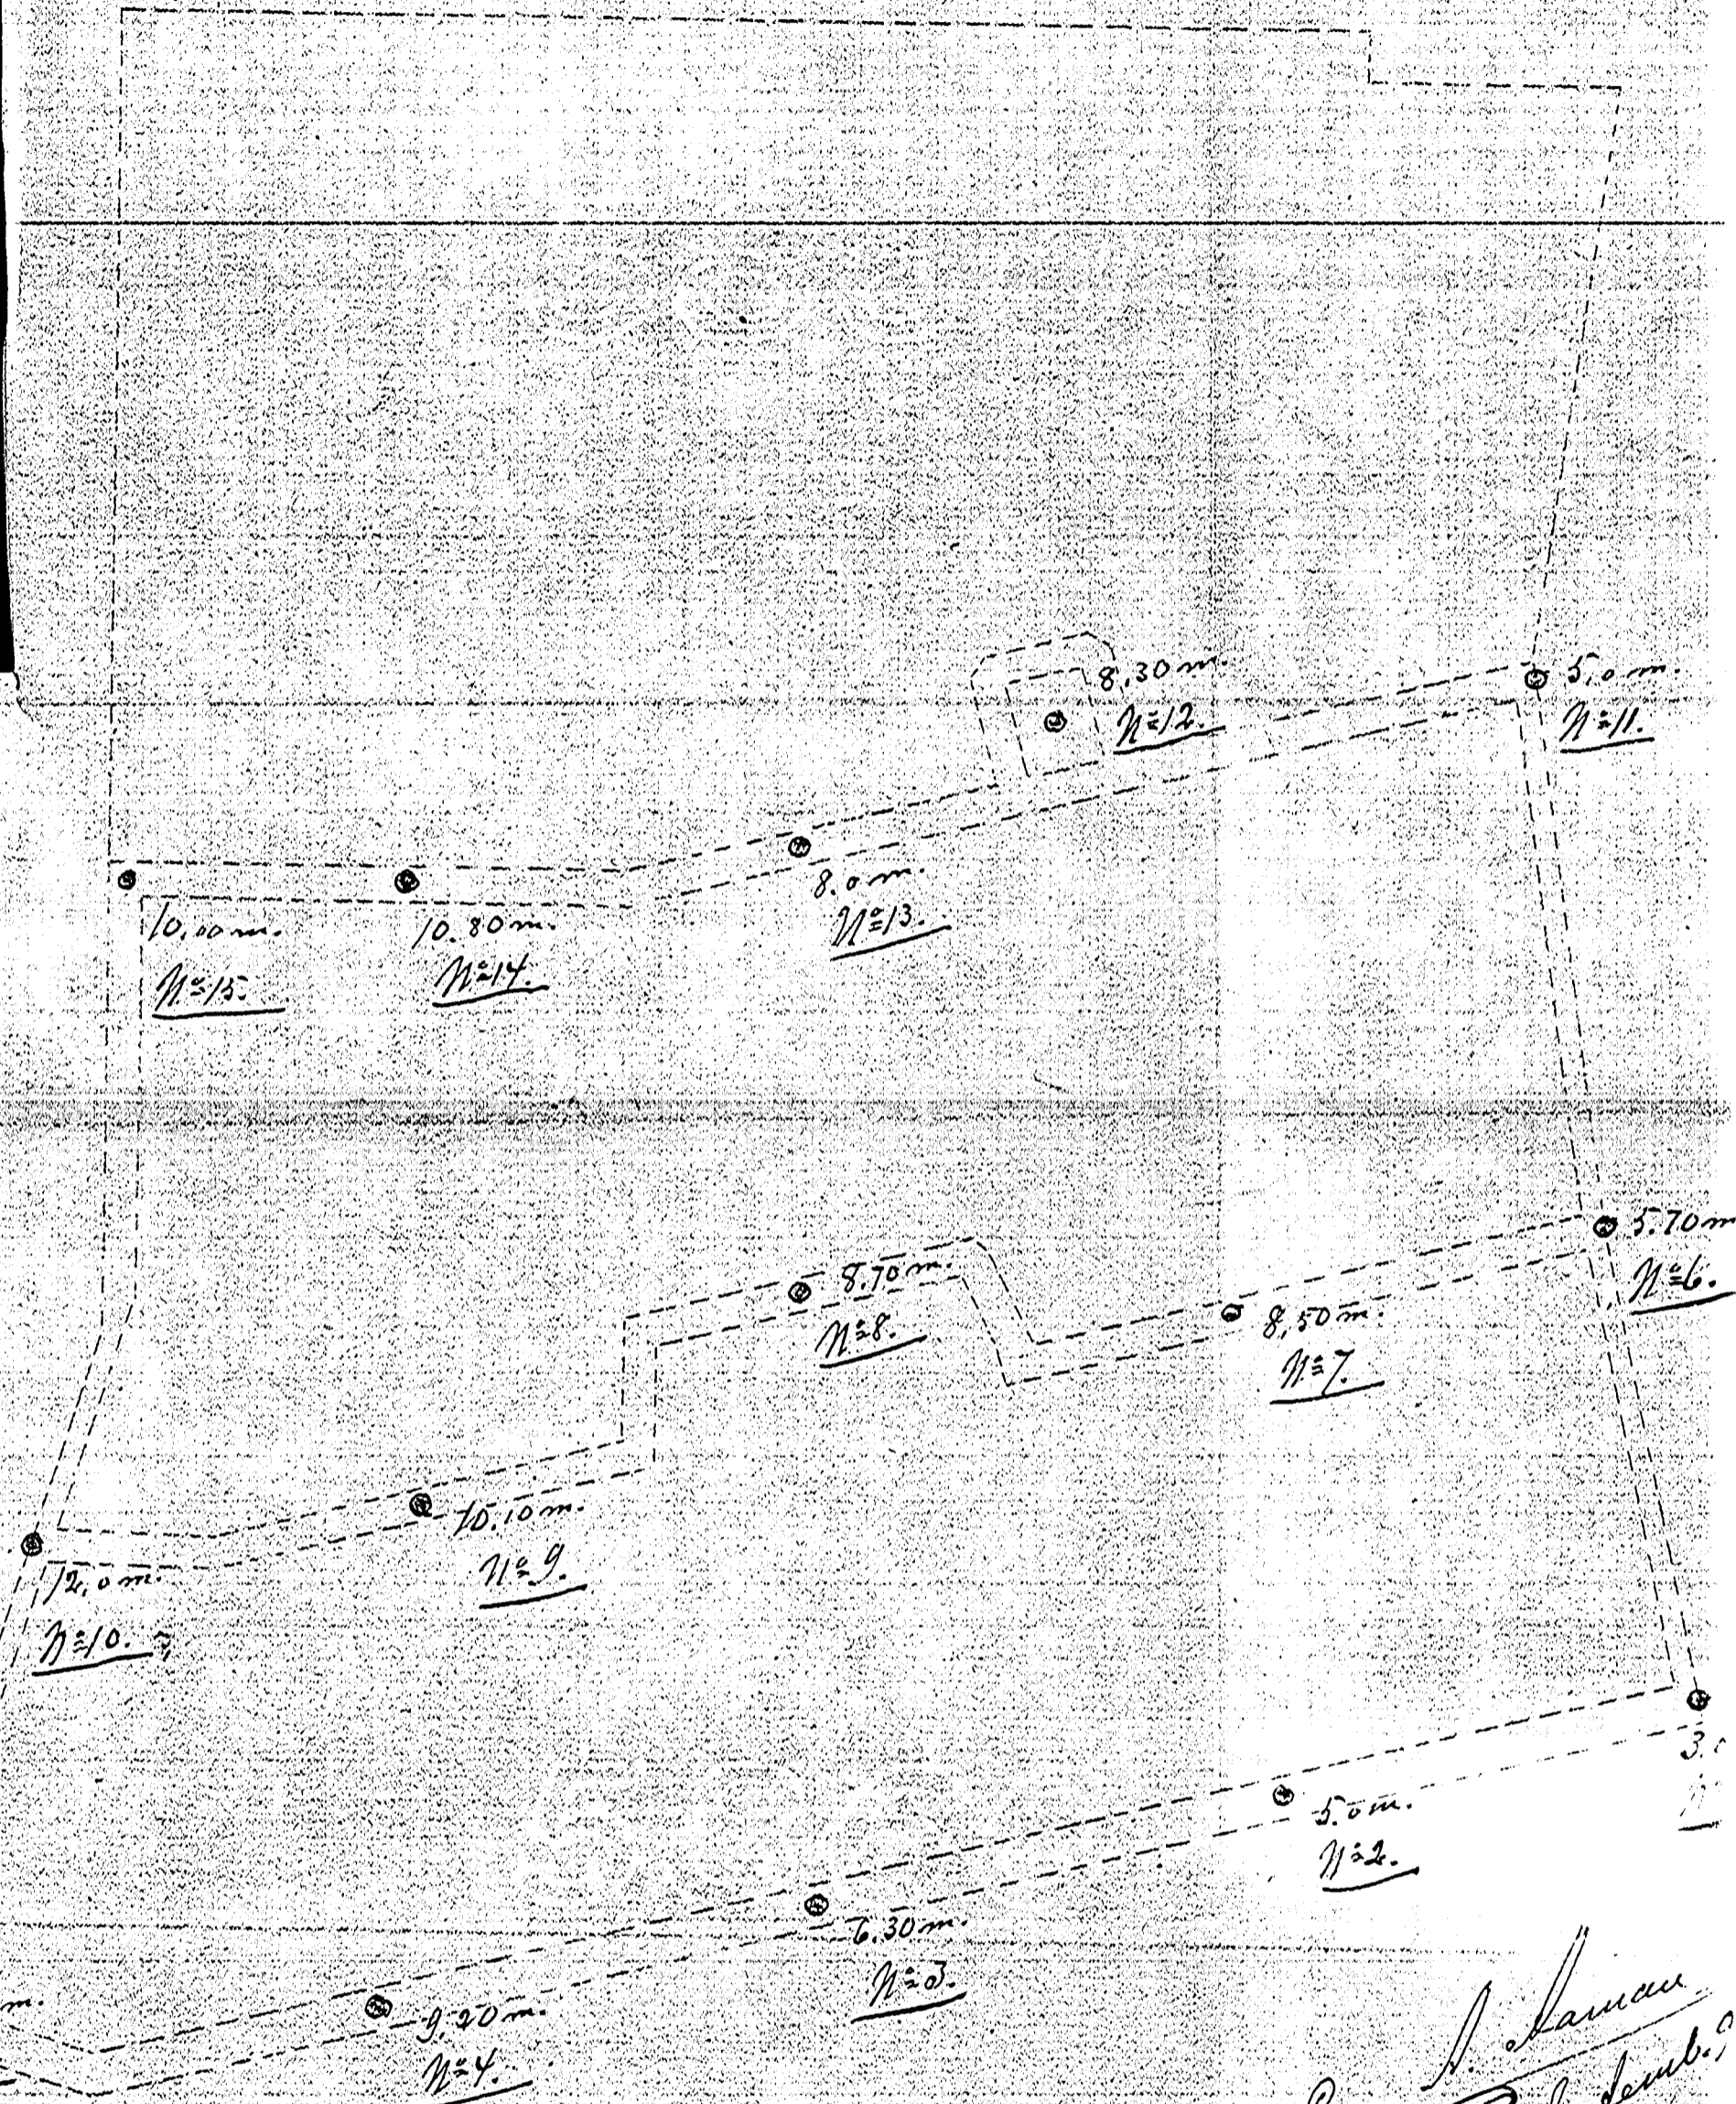 8.30 m.
N° 12.
5.0 m.
N° 11.
8.0 m.
N° 13.
10.00 m.
N° 15.
10.80 m.
N° 14.
5.70 m
N° 6.
8.70 m.
N° 8.
8.50 m.
N° 7.
10.10 m.
N° 9.
12.0 m.
N° 10.
3.
5.0 m.
N° 2.
6.30 m.
N° 3.
m.
9.20 m.
N° 4.